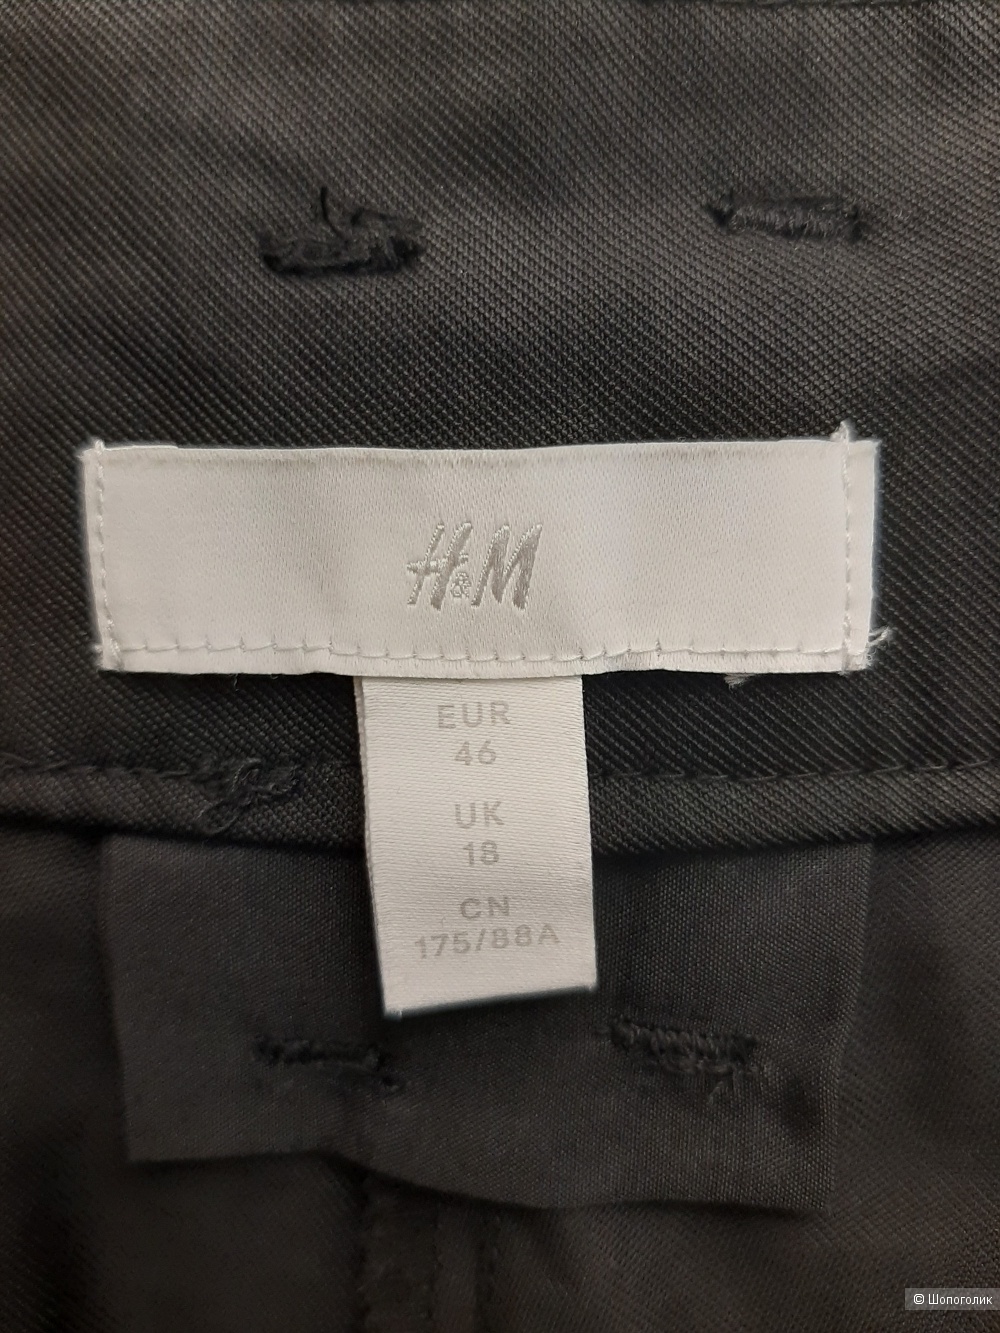 H&M
EUR
46
UK
18
CN
175/88A
© Шопоголик